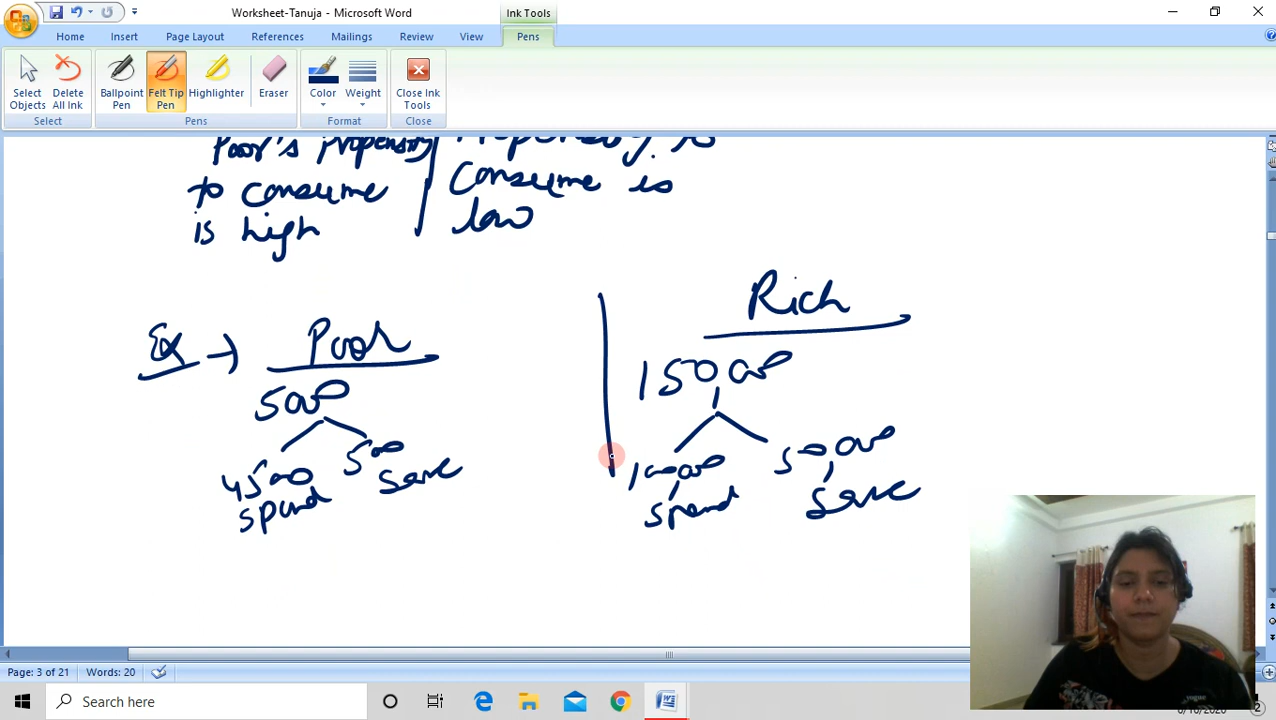 Worksheet-Tanuja - Microsoft Word
Ink Tools
Home Insert Page Layout References Mailings Review View Pens
Select Objects
Delete All Ink
Ballpoint Pen
Felt Tip Pen
Highlighter
Eraser
Color
Weight
Close Ink Tools
Select
Pens
Format
Close
Poor's Propensity
to consume
is high
Propensity to
Consume is
low
Ex → Poor
5000
4500 500
spend save
Rich
15000
10000 5000
spend save
Page: 3 of 21 Words: 20
Search here